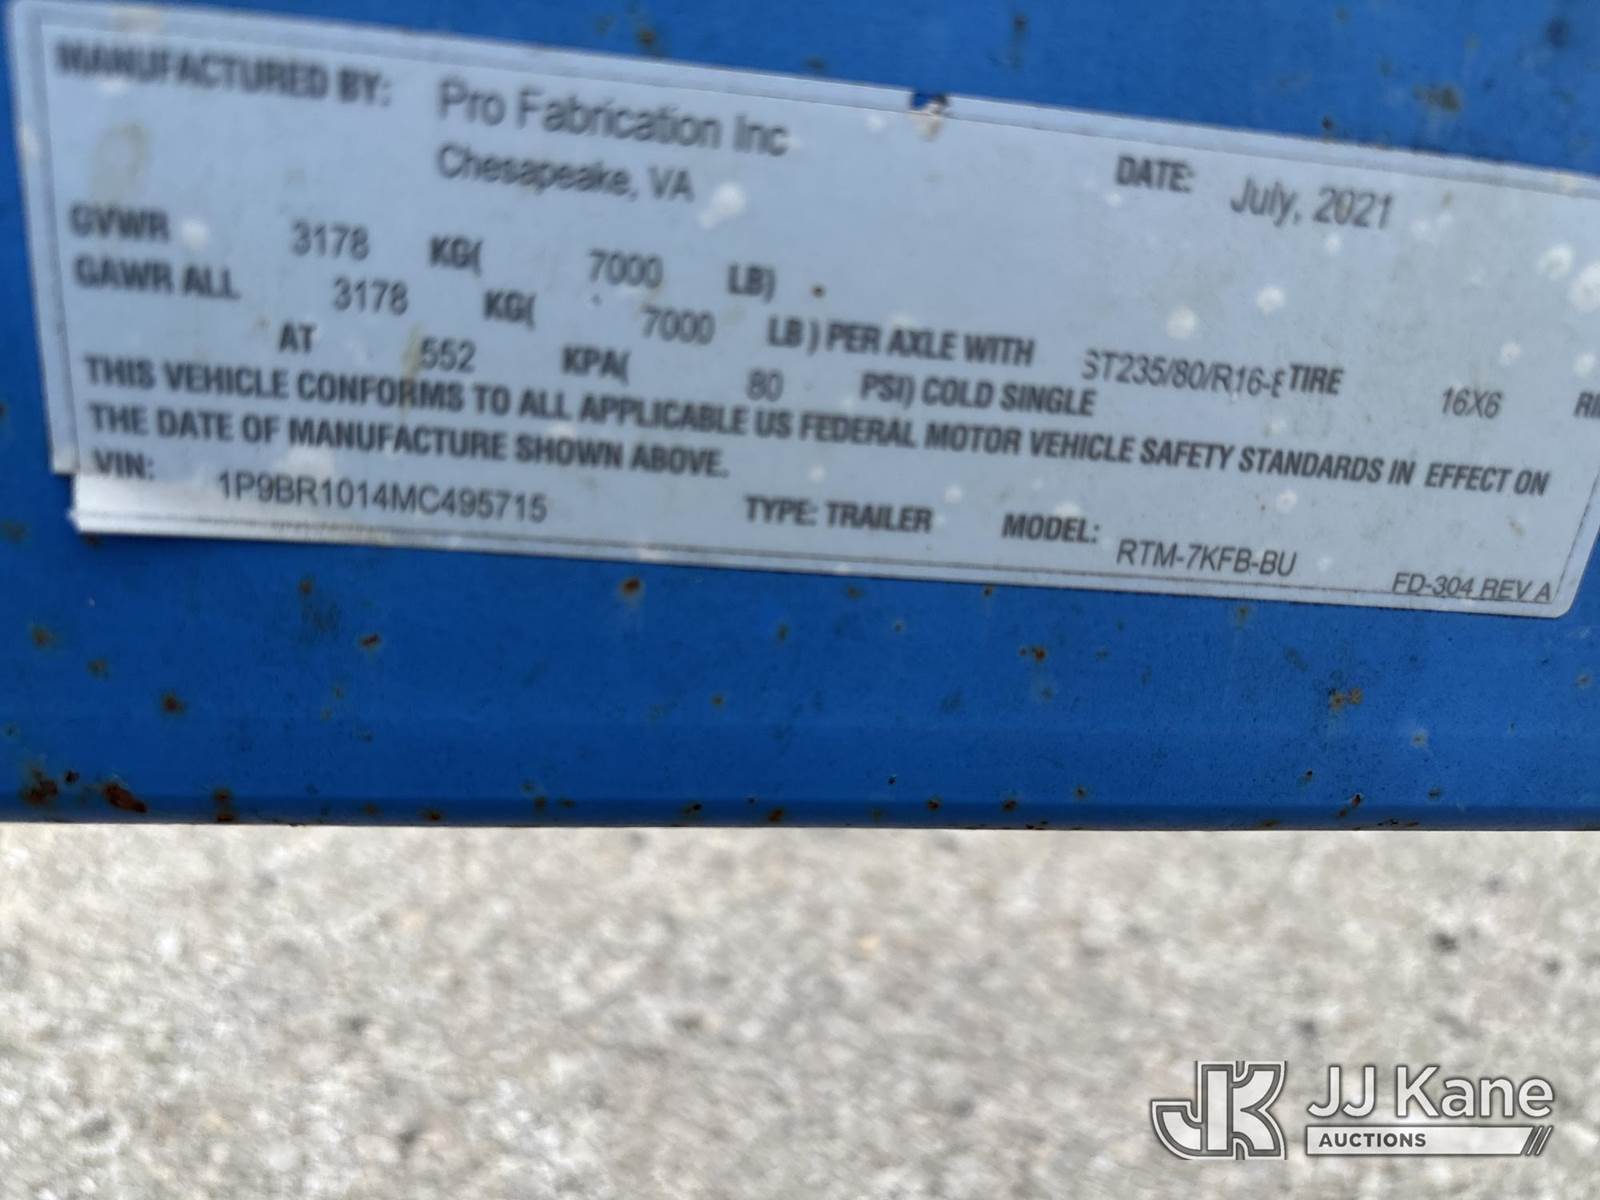 MANUFACTURED BY: Pro Fabrication Inc
Chesapeake, VA
DATE: July, 2021
GVWR 3178 KG( 7000 LB)
GAWR ALL 3178 KG( 7000 LB) PER AXLE WITH ST235/80/R16-E TIRE 16X6
AT 552 KPA( 80 PSI) COLD SINGLE
THIS VEHICLE CONFORMS TO ALL APPLICABLE US FEDERAL MOTOR VEHICLE SAFETY STANDARDS IN EFFECT ON
THE DATE OF MANUFACTURE SHOWN ABOVE.
VIN: 1P9BR1014MC495715 TYPE: TRAILER MODEL: RTM-7KFB-BU
FD-304 REV A
JK JJ Kane
AUCTIONS